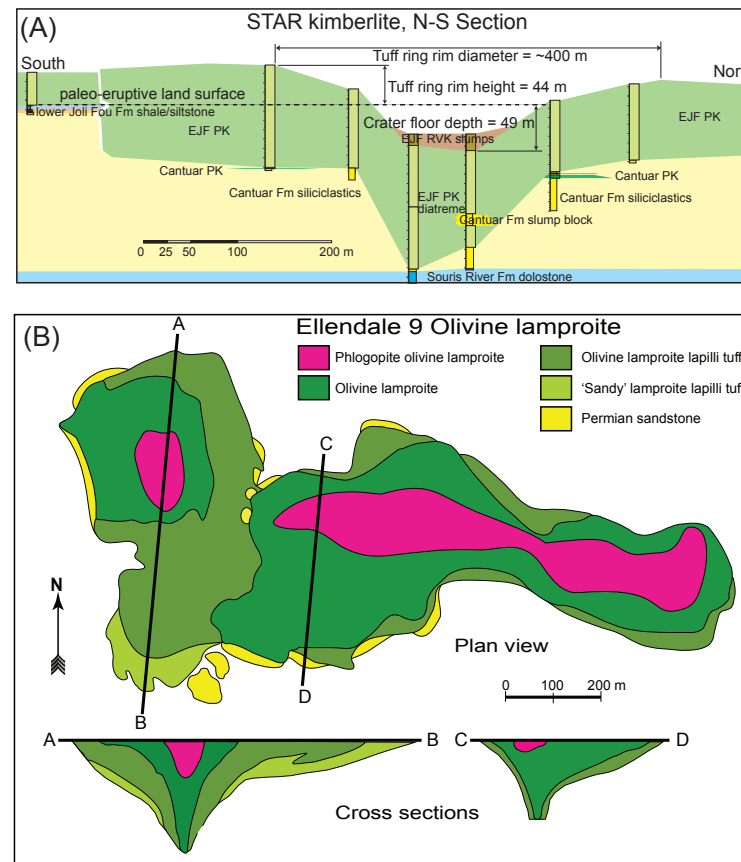 (A)
STAR kimberlite, N-S Section
South
Tuff ring rim diameter = ~400 m
Nor
Tuff ring rim height = 44 m
paleo-eruptive land surface
lower Joli Fou Fm shale/siltstone
Crater floor depth = 49 m
EJF PK
EJF RVK slumps
EJF PK
Cantuar PK
Cantuar PK
Cantuar Fm siliciclastics
EJF PK
diatreme
Cantuar Fm siliciclastics
Cantuar Fm slump block
0 25 50 100 200 m
Souris River Fm dolostone
(B)
Ellendale 9 Olivine lamproite
Phlogopite olivine lamproite
Olivine lamproite lapilli tuff
Olivine lamproite
'Sandy' lamproite lapilli tuff
Permian sandstone
A
C
N
Plan view
D
B
0 100 200 m
A B C D
Cross sections